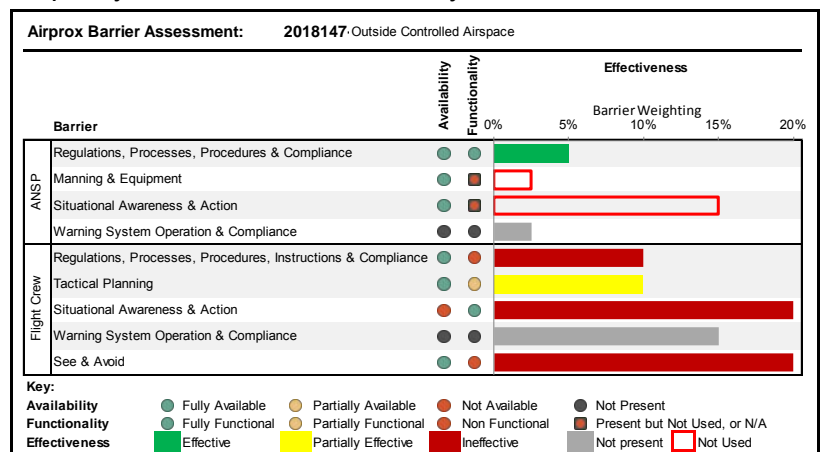 Airprox Barrier Assessment: 2018147 Outside Controlled Airspace
Availability
Functionality
Effectiveness
Barrier
Barrier Weighting
0% 5% 10% 15% 20%
ANSP
Regulations, Processes, Procedures & Compliance
Manning & Equipment
Situational Awareness & Action
Warning System Operation & Compliance
Flight Crew
Regulations, Processes, Procedures, Instructions & Compliance
Tactical Planning
Situational Awareness & Action
Warning System Operation & Compliance
See & Avoid
Key:
Availability Fully Available Partially Available Not Available Not Present
Functionality Fully Functional Partially Functional Non Functional Present but Not Used, or N/A
Effectiveness Effective Partially Effective Ineffective Not present Not Used